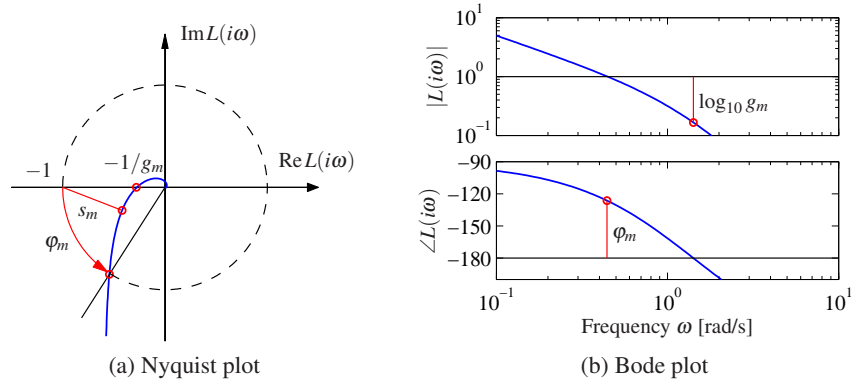 Im L(iω)
Re L(iω)
−1
−1/g_m
s_m
φ_m
(a) Nyquist plot
|L(iω)|
10^1
10^0
10^-1
log_10 g_m
∠L(iω)
−90
−120
−150
−180
φ_m
10^-1
10^0
10^1
Frequency ω [rad/s]
(b) Bode plot